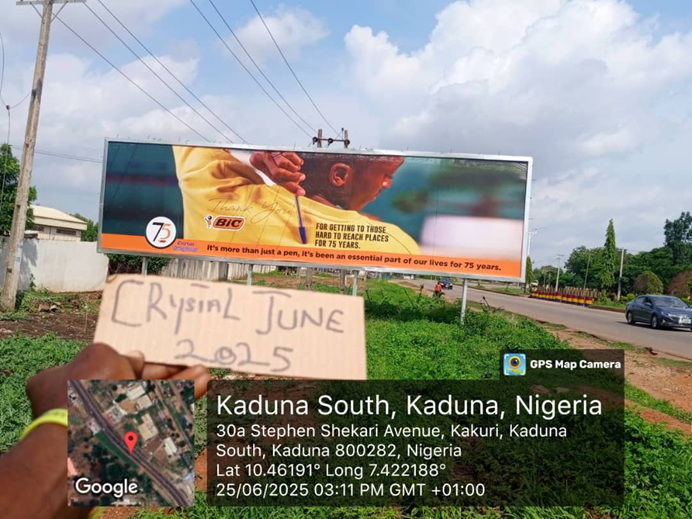 Thank You
BIC
FOR GETTING TO THOSE
HARD TO REACH PLACES
FOR 75 YEARS.
75
It's more than just a pen, it's been an essential part of our lives for 75 years.
CRYSTAL JUNE
2025
GPS Map Camera
Kaduna South, Kaduna, Nigeria
30a Stephen Shekari Avenue, Kakuri, Kaduna
South, Kaduna 800282, Nigeria
Lat 10.46191° Long 7.422188°
25/06/2025 03:11 PM GMT +01:00
Google